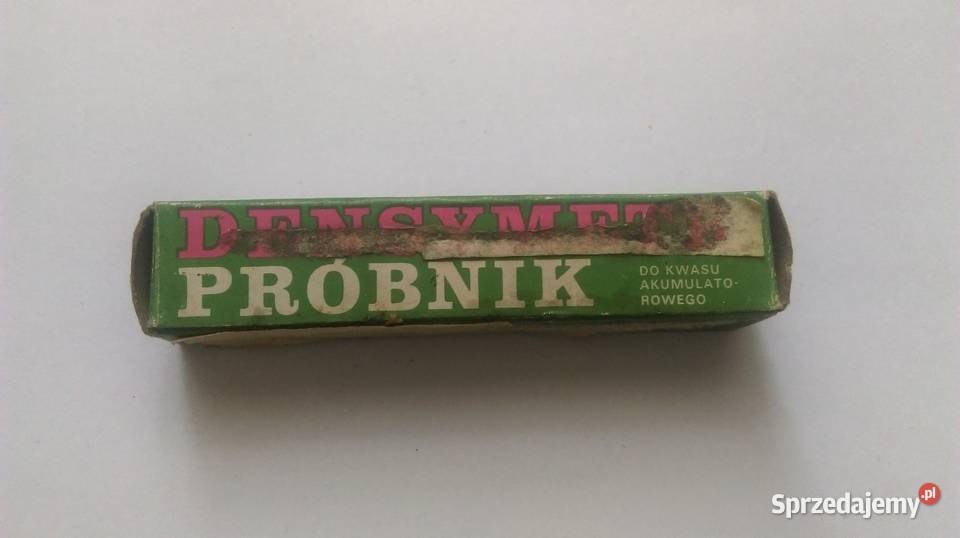 PRÓBNIK
DO KWASU
AKUMULATO-
ROWEGO
Sprzedajemy.pl